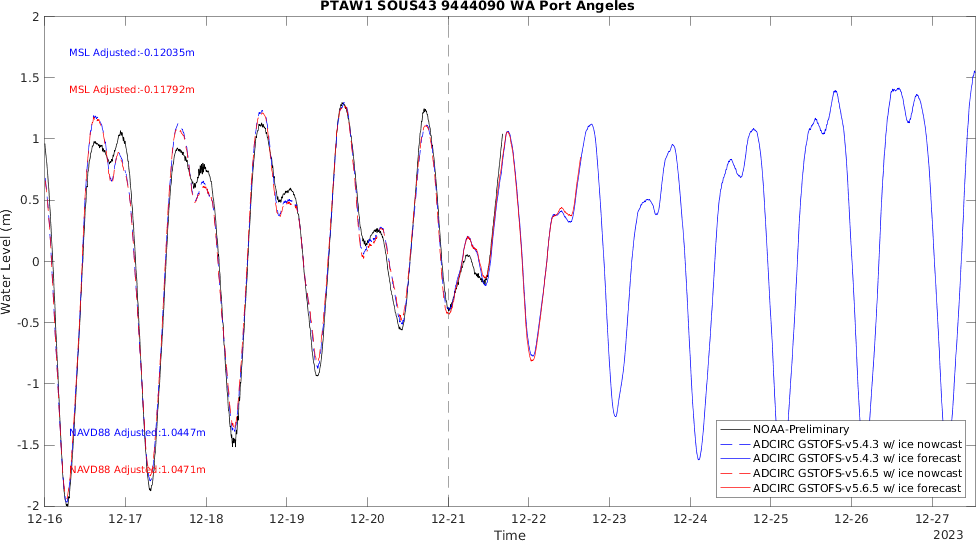 PTAW1 SOUS43 9444090 WA Port Angeles
2
1.5
1
0.5
0
-0.5
-1
-1.5
-2
Water Level (m)
MSL Adjusted:-0.12035m
MSL Adjusted:-0.11792m
NAVD88 Adjusted:1.0447m
NAVD88 Adjusted:1.0471m
NOAA-Preliminary
ADCIRC GSTOFS-v5.4.3 w/ ice nowcast
ADCIRC GSTOFS-v5.4.3 w/ ice forecast
ADCIRC GSTOFS-v5.6.5 w/ ice nowcast
ADCIRC GSTOFS-v5.6.5 w/ ice forecast
12-16 12-17 12-18 12-19 12-20 12-21 12-22 12-23 12-24 12-25 12-26 12-27
Time
2023